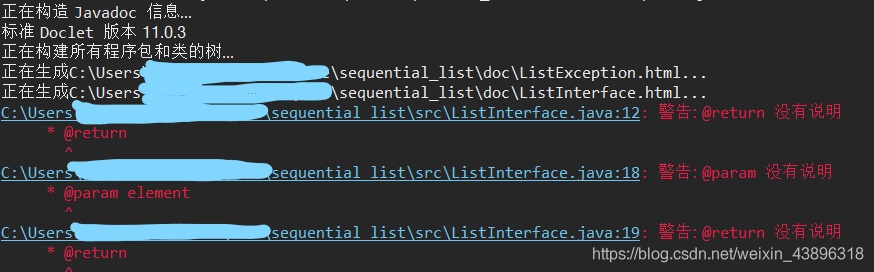 正在构造 Javadoc 信息...
标准 Doclet 版本 11.0.3
正在构建所有程序包和类的树...
正在生成C:\Users\sequential_list\doc\ListException.html...
正在生成C:\Users\sequential_list\doc\ListInterface.html...
C:\Users\sequential_list\src\ListInterface.java:12: 警告: @return 没有说明
* @return
^
C:\Users\sequential_list\src\ListInterface.java:18: 警告: @param 没有说明
* @param element
^
C:\Users\sequential_list\src\ListInterface.java:19: 警告: @return 没有说明
* @return
^
https://blog.csdn.net/weixin_43896318